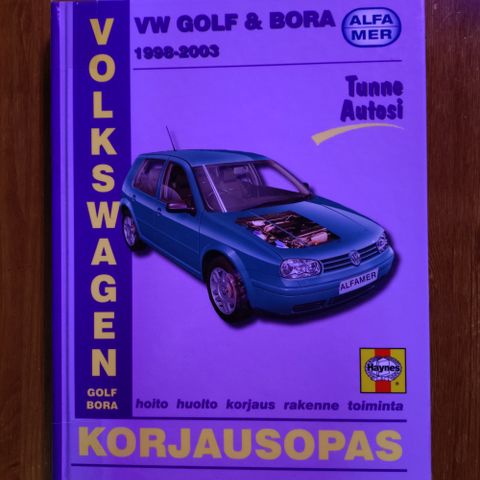 VOLKSWAGEN
GOLF
BORA
VW GOLF & BORA
1998-2003
ALFA
MER
Tunne
Autosi
ALFAMER
Haynes
hoito huolto korjaus rakenne toiminta
KORJAUSOPAS